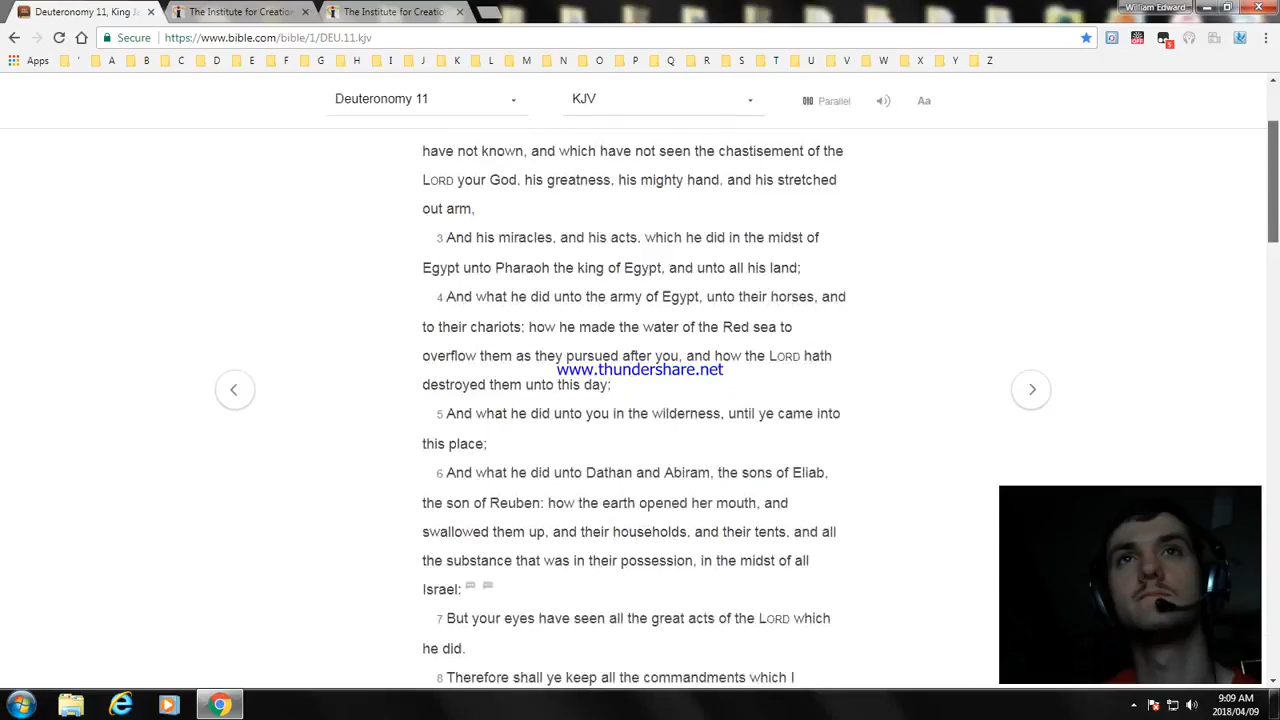 Deuteronomy 11, King Ja
The Institute for Creation
The Institute for Creation
William Edward
Secure
https://www.bible.com/bible/1/DEU.11.kjv
Apps ' A B C D E F G H I J K L M N O P Q R S T U V W X Y Z
Deuteronomy 11
KJV
Parallel
Aa
have not known, and which have not seen the chastisement of the
LORD your God, his greatness, his mighty hand, and his stretched
out arm,
3 And his miracles, and his acts, which he did in the midst of
Egypt unto Pharaoh the king of Egypt, and unto all his land;
4 And what he did unto the army of Egypt, unto their horses, and
to their chariots; how he made the water of the Red sea to
overflow them as they pursued after you, and how the LORD hath
www.thundershare.net
destroyed them unto this day;
5 And what he did unto you in the wilderness, until ye came into
this place;
6 And what he did unto Dathan and Abiram, the sons of Eliab,
the son of Reuben: how the earth opened her mouth, and
swallowed them up, and their households, and their tents, and all
the substance that was in their possession, in the midst of all
Israel:
7 But your eyes have seen all the great acts of the LORD which
he did.
8 Therefore shall ye keep all the commandments which I
9:09 AM
2018/04/09